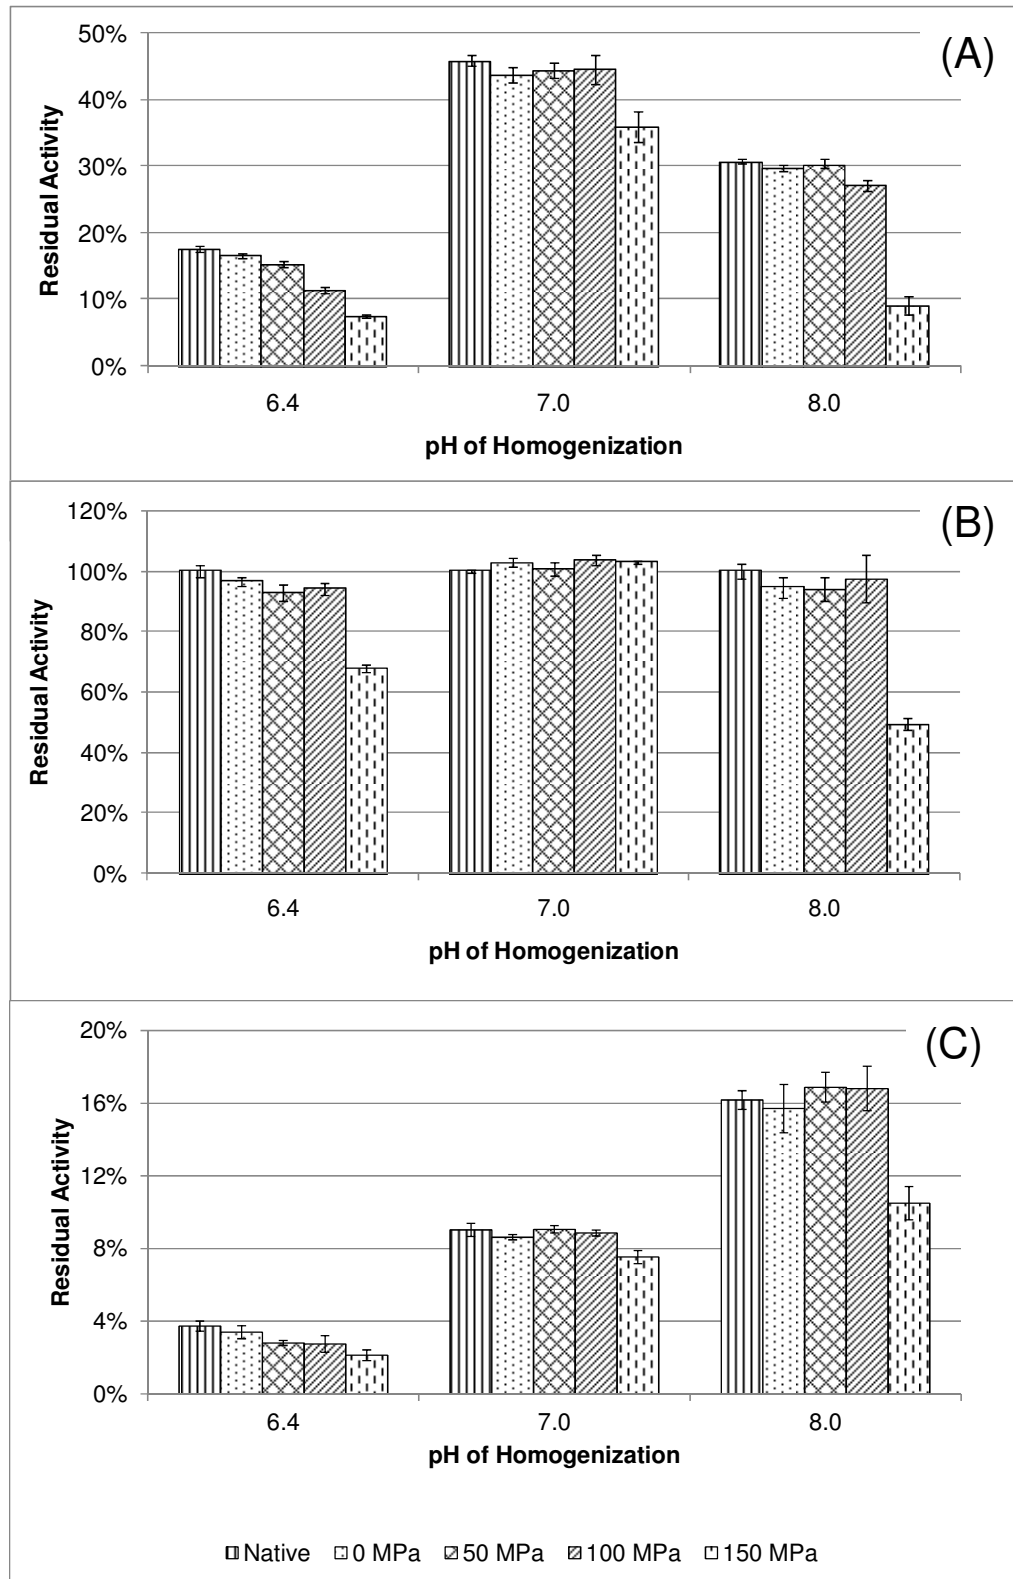 (A)
50%
40%
30%
20%
10%
0%
Residual Activity
6.4 7.0 8.0
pH of Homogenization
(B)
120%
100%
80%
60%
40%
20%
0%
Residual Activity
6.4 7.0 8.0
pH of Homogenization
(C)
20%
16%
12%
8%
4%
0%
Residual Activity
6.4 7.0 8.0
pH of Homogenization
Native 0 MPa 50 MPa 100 MPa 150 MPa